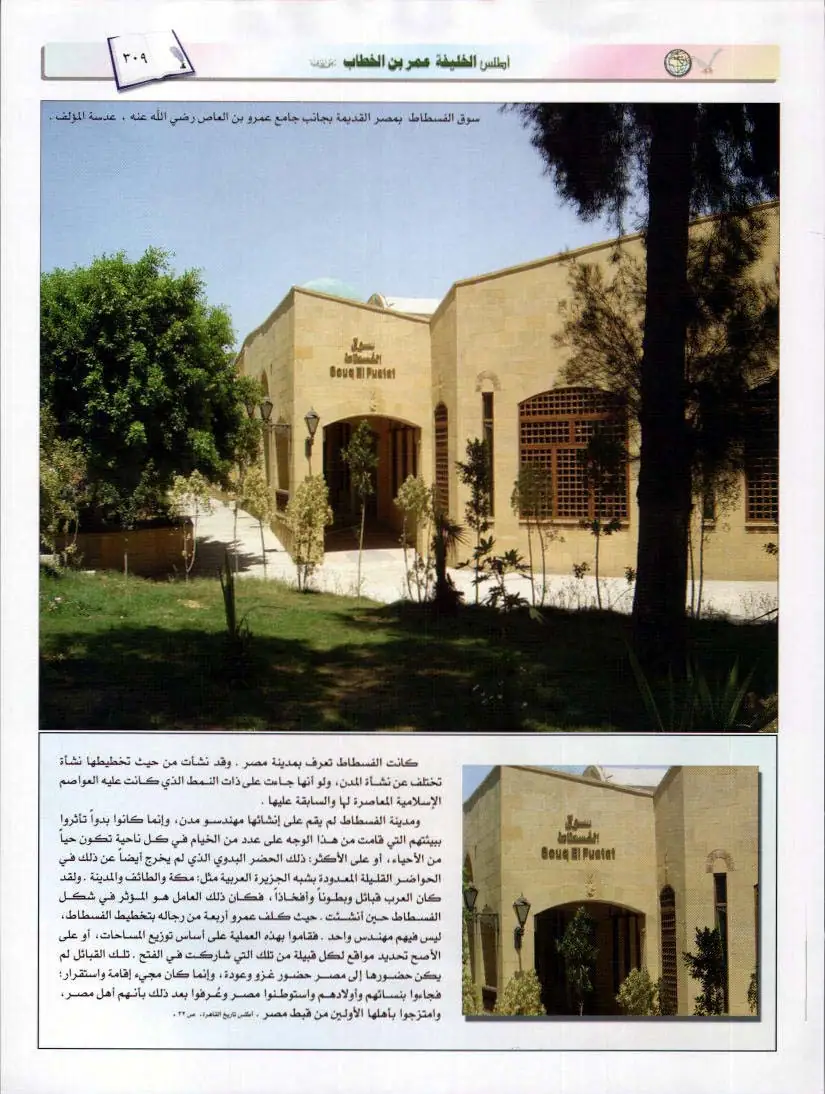 ٣٠٩
أطلس الخليفة عمر بن الخطاب
سوق الفسطاط بمصر القديمة بجانب جامع عمرو بن العاص رضي الله عنه ، عدسة المؤلف .
سوق
الفسطاط
Souq El Fustat
كانت الفسطاط تعرف بمدينة مصر . وقد نشأت من حيث تخطيطها نشأة
تختلف عن نشأة المدن، ولو أنها جاءت على ذات النمط الذي كانت عليه العواصم
الإسلامية المعاصرة لها والسابقة عليها .
ومدينة الفسطاط لم يقم على إنشائها مهندسو مدن، وإنما كانوا بدواً تأثروا
ببيئتهم التي قامت من هذا الوجه على عدد من الخيام في كل ناحية تكون حياً
من الأحياء، أو على الأكثر: ذلك الحضر البدوي الذي لم يخرج أيضاً عن ذلك في
الحواضر القليلة المعدودة بشبه الجزيرة العربية مثل: مكة والطائف والمدينة . ولقد
كان العرب قبائل وبطوناً وأفخاذاً، فكان ذلك العامل هو المؤثر في شكل
الفسطاط حين أنشئت . حيث كلف عمرو أربعة من رجاله بتخطيط الفسطاط،
ليس فيهم مهندس واحد . فقاموا بهذه العملية على أساس توزيع المساحات، أو على
الأصح تحديد مواقع لكل قبيلة من تلك التي شاركت في الفتح . تلك القبائل لم
يكن حضورها إلى مصر حضور غزو وعودة، وإنما كان مجيء إقامة واستقرار؛
فجاءوا بنسائهم وأولادهم واستوطنوا مصر وعُرفوا بعد ذلك بأنهم أهل مصر،
وامتزجوا بأهلها الأولين من قبط مصر . أطلس تاريخ القاهرة، ص ٢٢ .
سوق
الفسطاط
Souq El Fustat